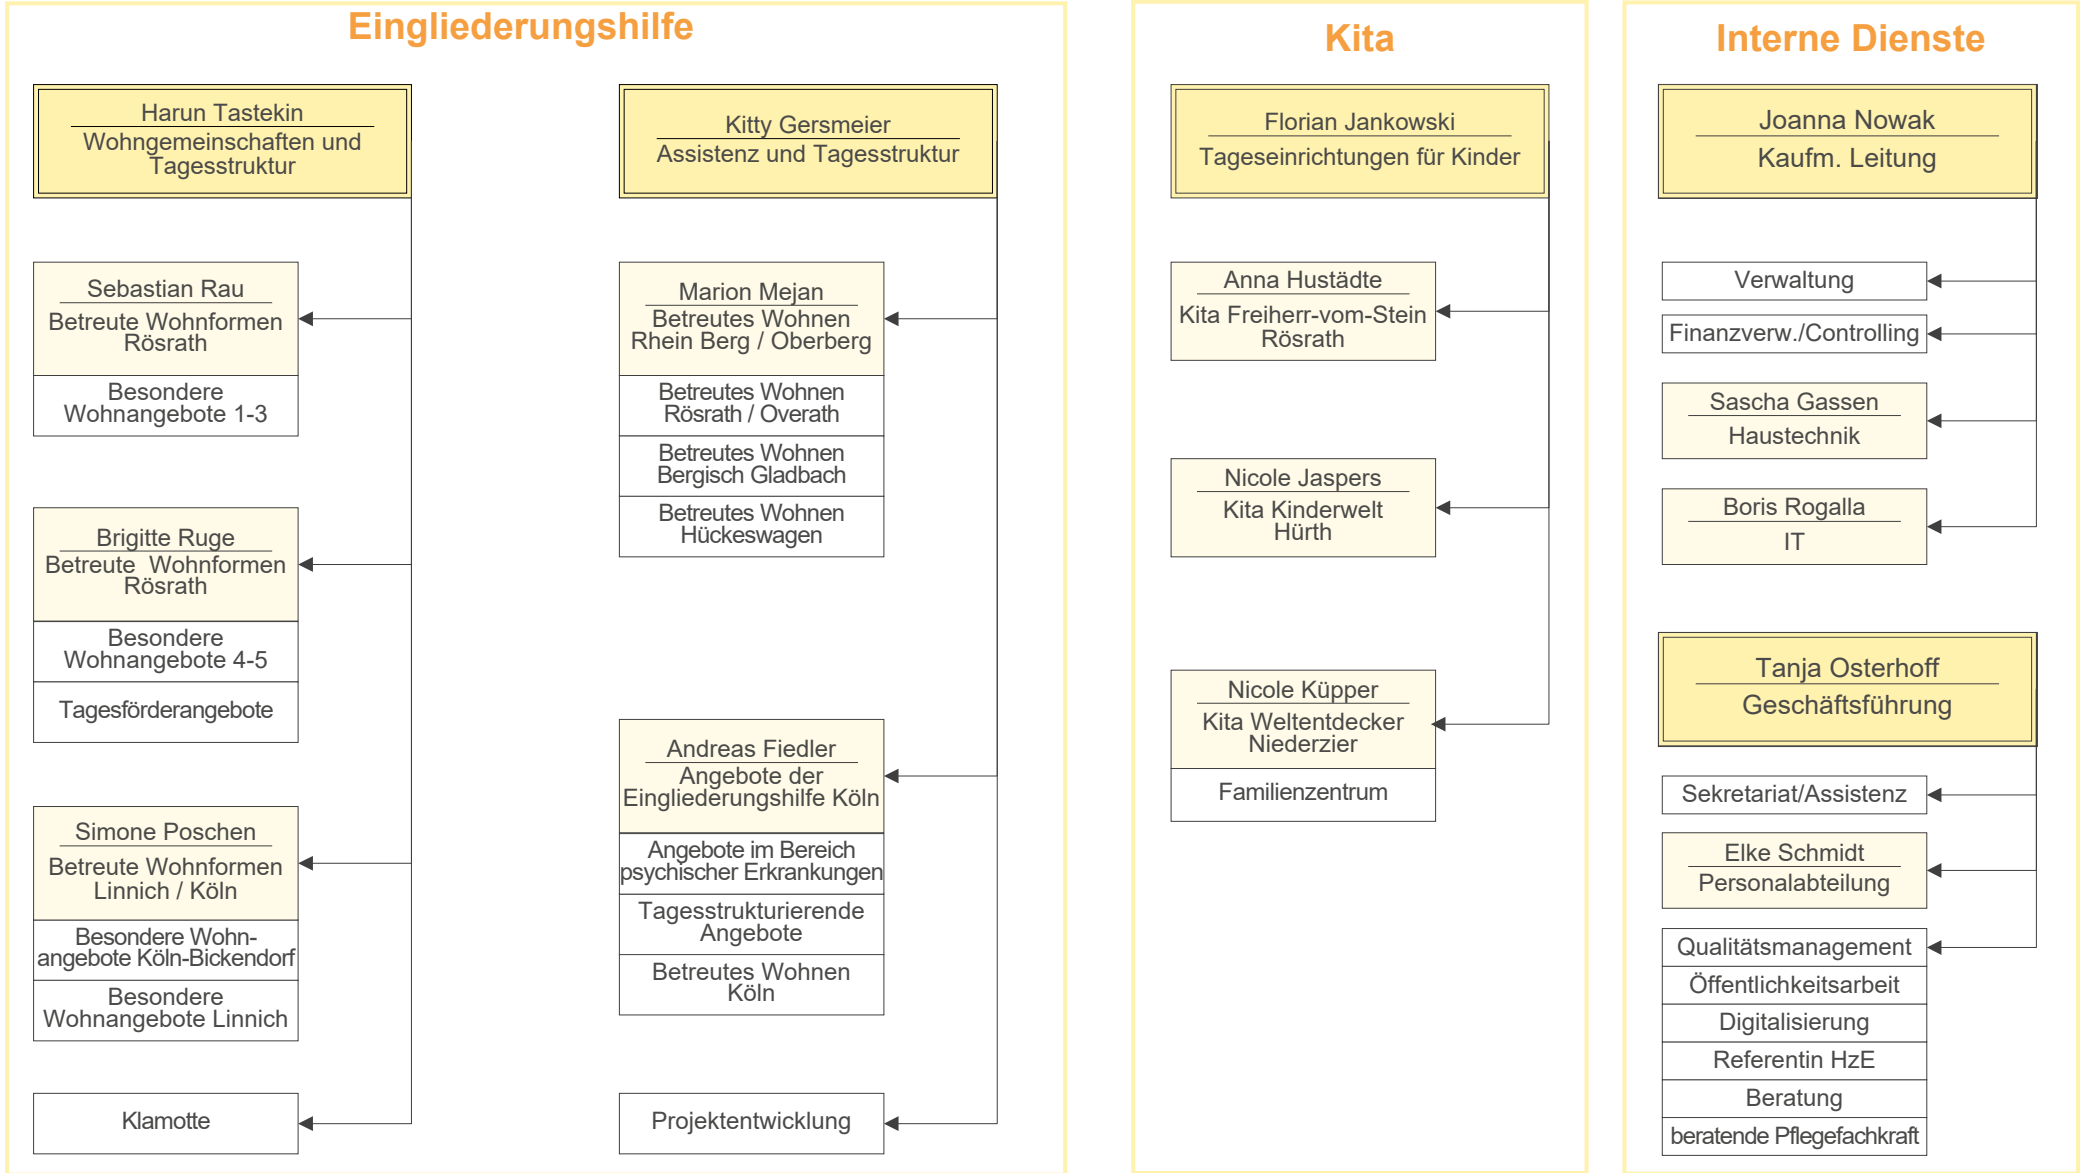 Eingliederungshilfe
Harun Tastekin
Wohngemeinschaften und
Tagesstruktur
Sebastian Rau
Betreute Wohnformen
Rösrath
Besondere
Wohnangebote 1-3
Brigitte Ruge
Betreute Wohnformen
Rösrath
Besondere
Wohnangebote 4-5
Tagesförderangebote
Simone Poschen
Betreute Wohnformen
Linnich / Köln
Besondere Wohn-
angebote Köln-Bickendorf
Besondere
Wohnangebote Linnich
Klamotte
Kitty Gersmeier
Assistenz und Tagesstruktur
Marion Mejan
Betreutes Wohnen
Rhein Berg / Oberberg
Betreutes Wohnen
Rösrath / Overath
Betreutes Wohnen
Bergisch Gladbach
Betreutes Wohnen
Hückeswagen
Andreas Fiedler
Angebote der
Eingliederungshilfe Köln
Angebote im Bereich
psychischer Erkrankungen
Tagesstrukturierende
Angebote
Betreutes Wohnen
Köln
Projektentwicklung
Kita
Florian Jankowski
Tageseinrichtungen für Kinder
Anna Hustädte
Kita Freiherr-vom-Stein
Rösrath
Nicole Jaspers
Kita Kinderwelt
Hürth
Nicole Küpper
Kita Weltentdecker
Niederzier
Familienzentrum
Interne Dienste
Joanna Nowak
Kaufm. Leitung
Verwaltung
Finanzverw./Controlling
Sascha Gassen
Haustechnik
Boris Rogalla
IT
Tanja Osterhoff
Geschäftsführung
Sekretariat/Assistenz
Elke Schmidt
Personalabteilung
Qualitätsmanagement
Öffentlichkeitsarbeit
Digitalisierung
Referentin HzE
Beratung
beratende Pflegefachkraft